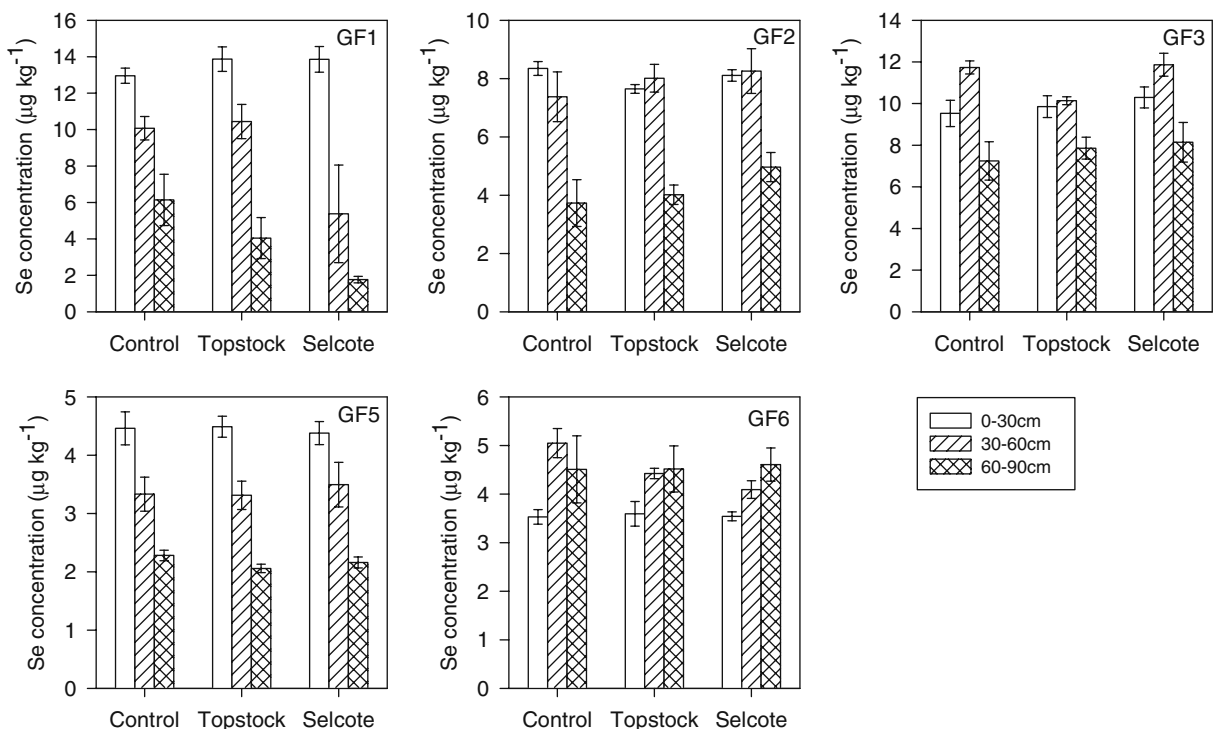 GF1
Se concentration (µg kg⁻¹)
16
14
12
10
8
6
4
2
0
Control Topstock Selcote
GF2
Se concentration (µg kg⁻¹)
10
8
6
4
2
0
Control Topstock Selcote
GF3
Se concentration (µg kg⁻¹)
14
12
10
8
6
4
2
0
Control Topstock Selcote
GF5
Se concentration (µg kg⁻¹)
5
4
3
2
1
0
Control Topstock Selcote
GF6
Se concentration (µg kg⁻¹)
6
5
4
3
2
1
0
Control Topstock Selcote
0-30cm
30-60cm
60-90cm